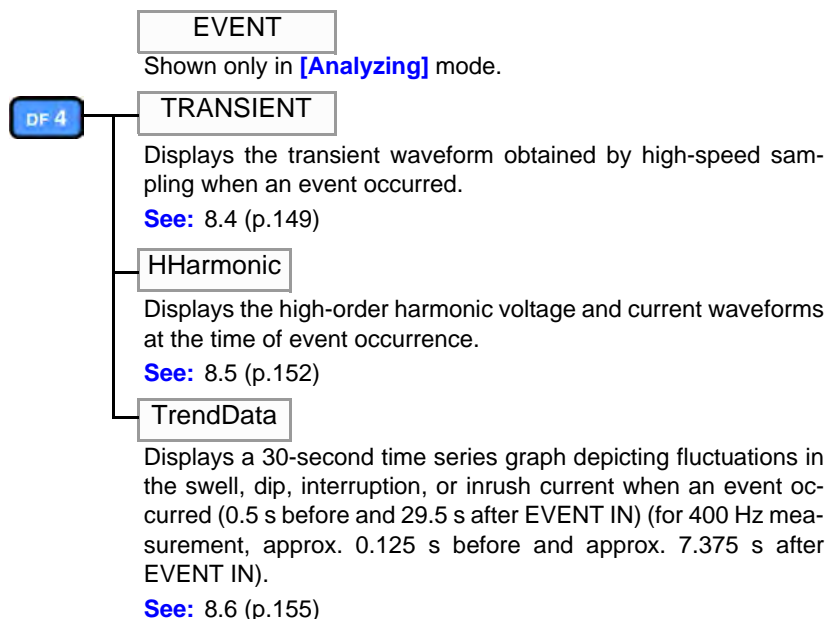 EVENT
Shown only in [Analyzing] mode.
DF 4
TRANSIENT
Displays the transient waveform obtained by high-speed sam-
pling when an event occurred.
See: 8.4 (p.149)
HHarmonic
Displays the high-order harmonic voltage and current waveforms
at the time of event occurrence.
See: 8.5 (p.152)
TrendData
Displays a 30-second time series graph depicting fluctuations in
the swell, dip, interruption, or inrush current when an event oc-
curred (0.5 s before and 29.5 s after EVENT IN) (for 400 Hz mea-
surement, approx. 0.125 s before and approx. 7.375 s after
EVENT IN).
See: 8.6 (p.155)